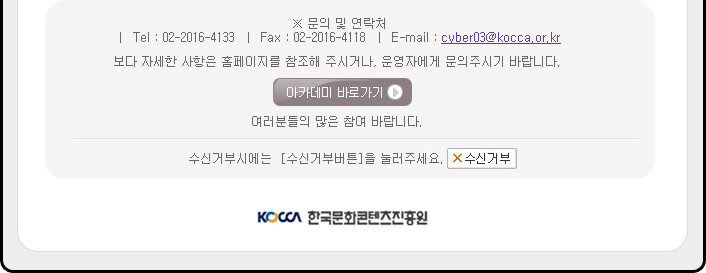 ※ 문의 및 연락처
| Tel : 02-2016-4133 | Fax : 02-2016-4118 | E-mail : cyber03@kocca.or.kr
보다 자세한 사항은 홈페이지를 참조해 주시거나, 운영자에게 문의주시기 바랍니다.
아카데미 바로가기
여러분들의 많은 참여 바랍니다.
수신거부시에는 [수신거부버튼]을 눌러주세요. 수신거부
KOCCA 한국문화콘텐츠진흥원